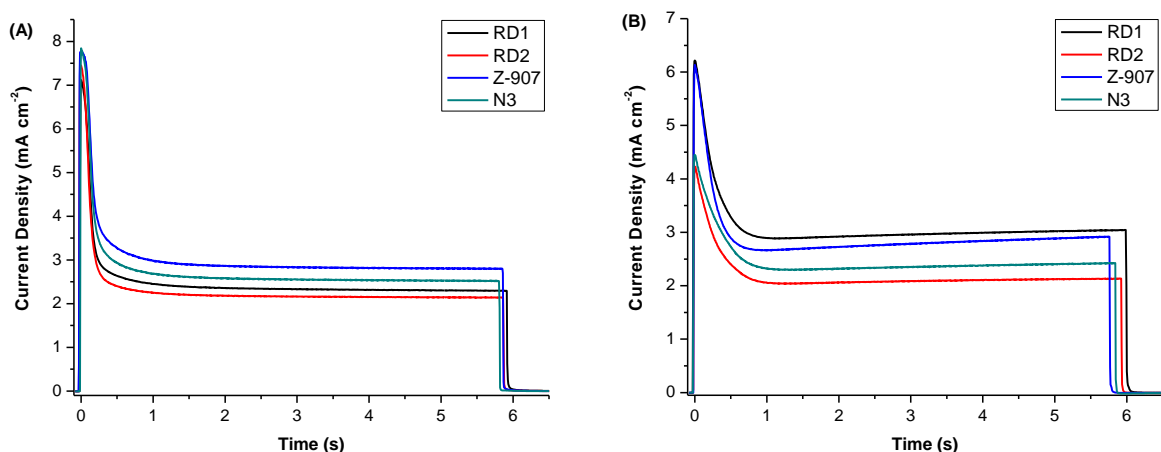 (A)
RD1
RD2
Z-907
N3
Current Density (mA cm⁻²)
8
7
6
5
4
3
2
1
0
0 1 2 3 4 5 6
Time (s)
(B)
RD1
RD2
Z-907
N3
Current Density (mA cm⁻²)
7
6
5
4
3
2
1
0
0 1 2 3 4 5 6
Time (s)